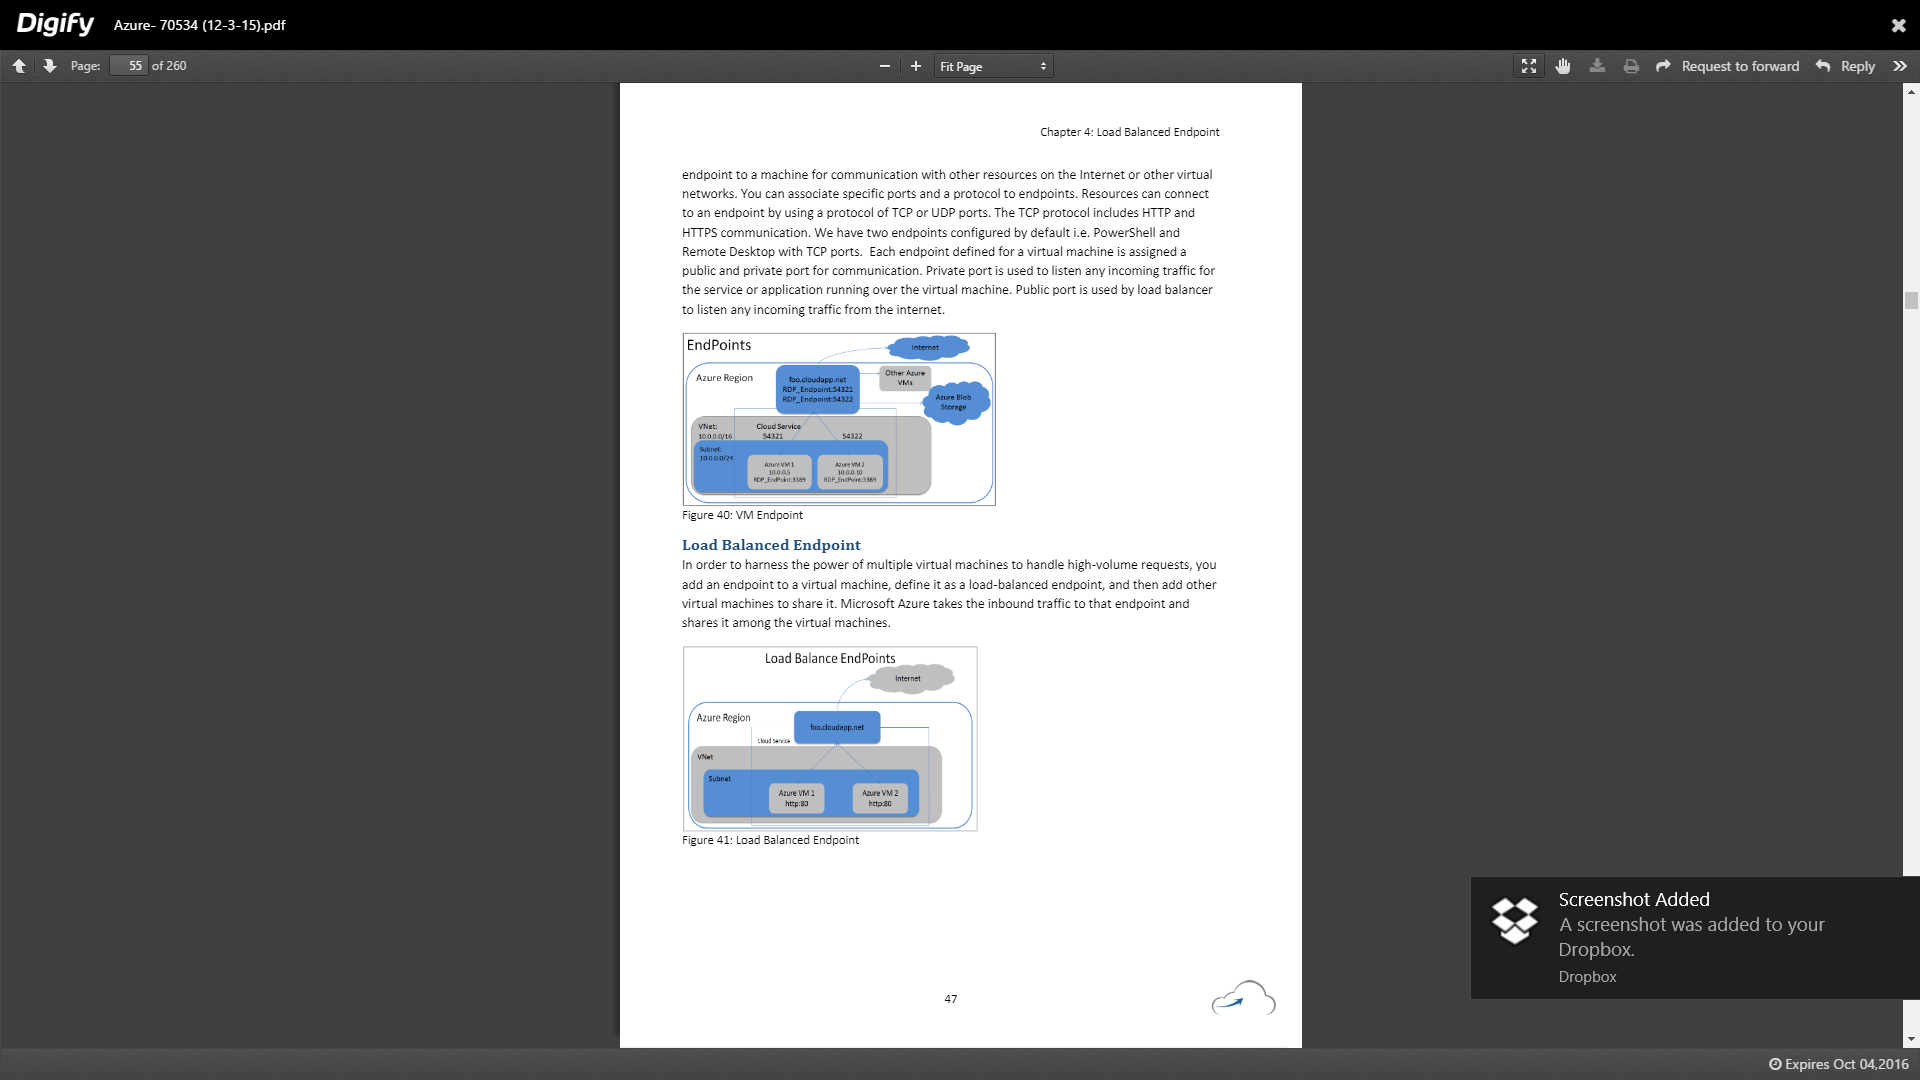 Digify Azure- 70534 (12-3-15).pdf
Page: 55 of 260 Fit Page Request to forward Reply
Chapter 4: Load Balanced Endpoint
endpoint to a machine for communication with other resources on the Internet or other virtual
networks. You can associate specific ports and a protocol to endpoints. Resources can connect
to an endpoint by using a protocol of TCP or UDP ports. The TCP protocol includes HTTP and
HTTPS communication. We have two endpoints configured by default i.e. PowerShell and
Remote Desktop with TCP ports.  Each endpoint defined for a virtual machine is assigned a
public and private port for communication. Private port is used to listen any incoming traffic for
the service or application running over the virtual machine. Public port is used by load balancer
to listen any incoming traffic from the internet.
EndPoints
Internet
Azure Region
foo.cloudapp.net
RDP_Endpoint:54321
RDP_Endpoint:54322
Other Azure
VMs
Azure Blob
Storage
VNet:
10.0.0.0/16
Cloud Service
54321
54322
Subnet:
10.0.0.0/24
Azure VM 1
10.0.0.5
RDP_EndPoint:3389
Azure VM 2
10.0.0.10
RDP_EndPoint:3389
Figure 40: VM Endpoint
Load Balanced Endpoint
In order to harness the power of multiple virtual machines to handle high-volume requests, you
add an endpoint to a virtual machine, define it as a load-balanced endpoint, and then add other
virtual machines to share it. Microsoft Azure takes the inbound traffic to that endpoint and
shares it among the virtual machines.
Load Balance EndPoints
Internet
Azure Region
foo.cloudapp.net
Cloud Service
VNet
Subnet
Azure VM 1
http:80
Azure VM 2
http:80
Figure 41: Load Balanced Endpoint
47
Screenshot Added
A screenshot was added to your
Dropbox.
Dropbox
Expires Oct 04,2016